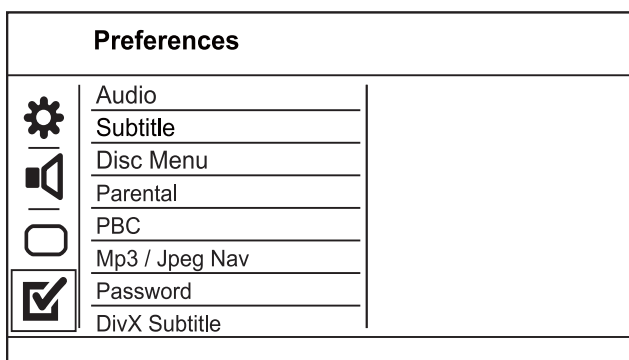 Preferences
Audio
Subtitle
Disc Menu
Parental
PBC
Mp3 / Jpeg Nav
Password
DivX Subtitle